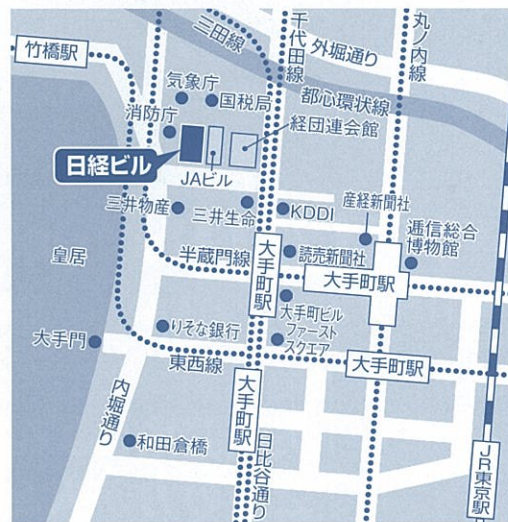 竹橋駅
三田線
千代田線
外堀通り
丸ノ内線
都心環状線
気象庁
国税局
消防庁
経団連会館
日経ビル
JAビル
三井物産
三井生命
KDDI
産経新聞社
逓信総合
博物館
皇居
半蔵門線
大手町駅
読売新聞社
大手町駅
大手町ビル
ファースト
スクエア
りそな銀行
大手門
東西線
大手町駅
大手町駅
内堀通り
和田倉橋
日比谷通り
JR東京駅